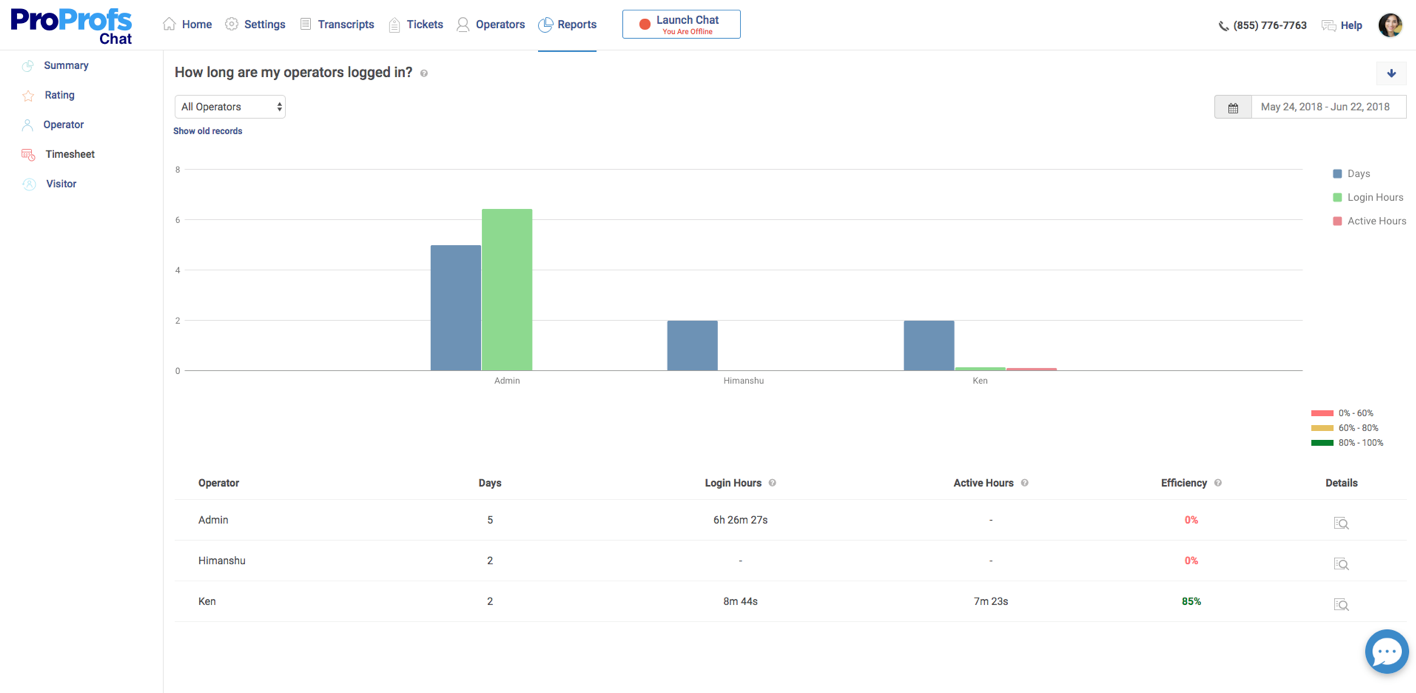 ProProfs
Chat
Home Settings Transcripts Tickets Operators Reports
Launch Chat
You Are Offline
(855) 776-7763 Help
Summary
Rating
Operator
Timesheet
Visitor
How long are my operators logged in? ?
All Operators
May 24, 2018 - Jun 22, 2018
Show old records
8
6
4
2
0
Admin Himanshu Ken
Days
Login Hours
Active Hours
0% - 60%
60% - 80%
80% - 100%
Operator Days Login Hours ? Active Hours ? Efficiency ? Details
Admin 5 6h 26m 27s - 0%
Himanshu 2 - - 0%
Ken 2 8m 44s 7m 23s 85%